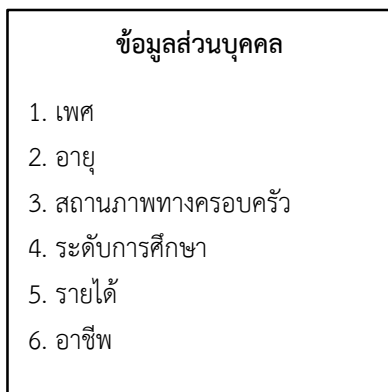 ข้อมูลส่วนบุคคล
1. เพศ
2. อายุ
3. สถานภาพทางครอบครัว
4. ระดับการศึกษา
5. รายได้
6. อาชีพ